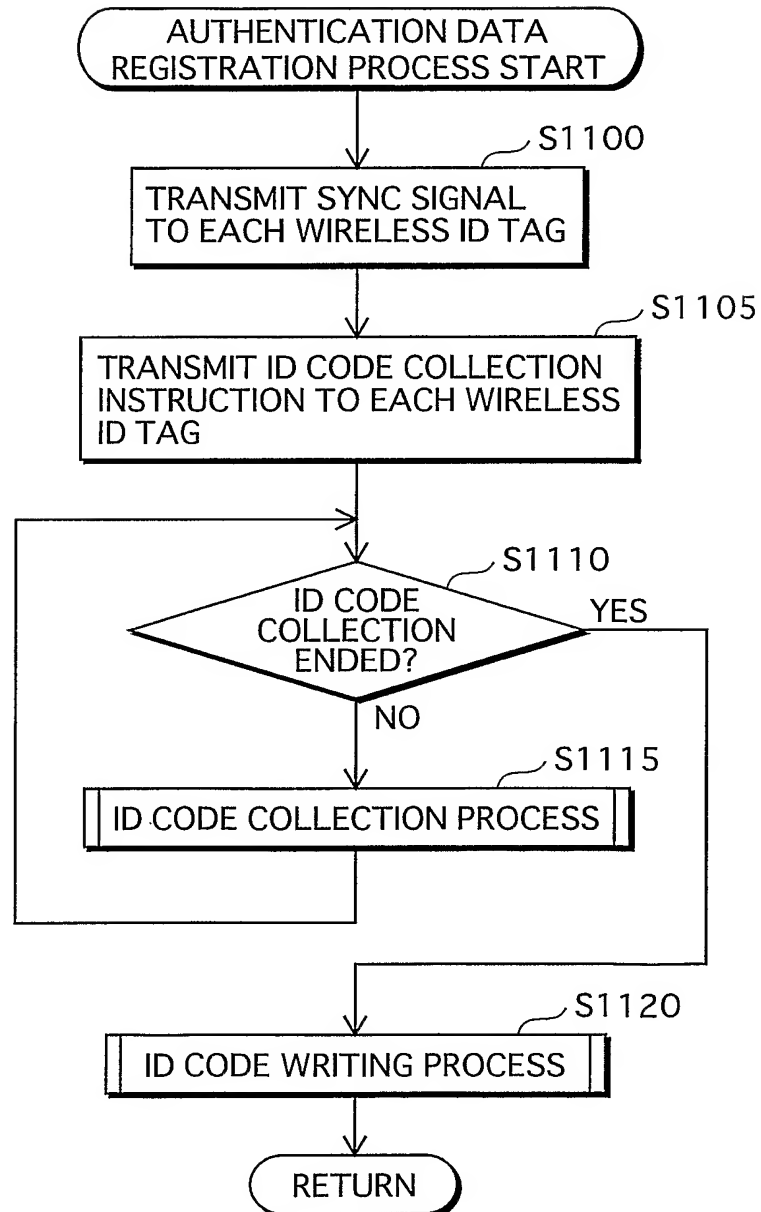 AUTHENTICATION DATA
REGISTRATION PROCESS START
S1100
TRANSMIT SYNC SIGNAL
TO EACH WIRELESS ID TAG
S1105
TRANSMIT ID CODE COLLECTION
INSTRUCTION TO EACH WIRELESS
ID TAG
S1110
ID CODE
COLLECTION
ENDED?
YES
NO
S1115
ID CODE COLLECTION PROCESS
S1120
ID CODE WRITING PROCESS
RETURN